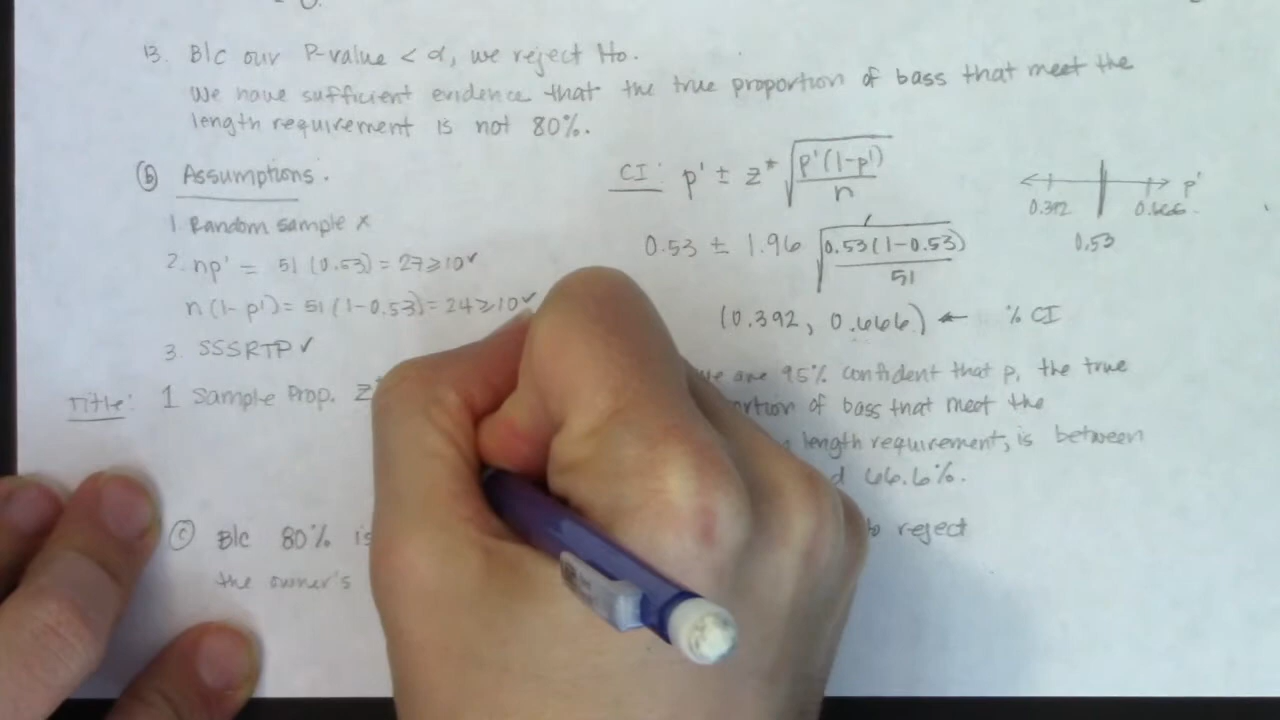 13. B/c our P-value < α, we reject Ho.
We have sufficient evidence that the true proportion of bass that meet the
length requirement is not 80%.
(b) Assumptions:
1. Random sample x
2. np' = 51 (0.53) = 27 ≥ 10 ✓
n(1-p') = 51 (1-0.53) = 24 ≥ 10 ✓
3. SSSRTP ✓
Title: 1 Sample Prop. Z
CI: p' ± z* √(p'(1-p')/n)
0.53 ± 1.96 √(0.53(1-0.53)/51)
(0.392, 0.666) ← % CI
p'
0.392 0.666
0.53
we are 95% confident that p, the true
of bass that meet the
length requirement, is between
66.6%.
(c) B/c 80% is
reject
the owner's